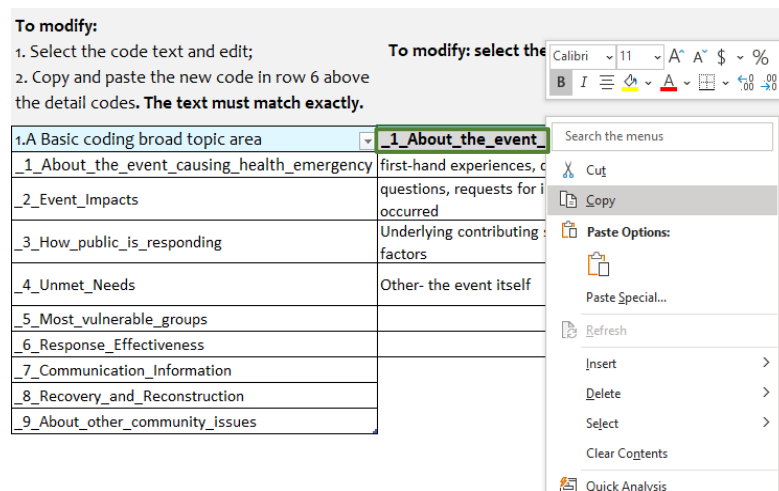 To modify:
1. Select the code text and edit;
2. Copy and paste the new code in row 6 above
the detail codes. The text must match exactly.
To modify: select the
Calibri 11 A^ A˅ $ %
B I A .00 .00
1.A Basic coding broad topic area
_1_About_the_event_
_1_About_the_event_causing_health_emergency
first-hand experiences,
_2_Event_Impacts
questions, requests for
occurred
_3_How_public_is_responding
Underlying contributing
factors
_4_Unmet_Needs
Other- the event itself
_5_Most_vulnerable_groups
_6_Response_Effectiveness
_7_Communication_Information
_8_Recovery_and_Reconstruction
_9_About_other_community_issues
Search the menus
Cut
Copy
Paste Options:
Paste Special...
Refresh
Insert
Delete
Select
Clear Contents
Quick Analysis